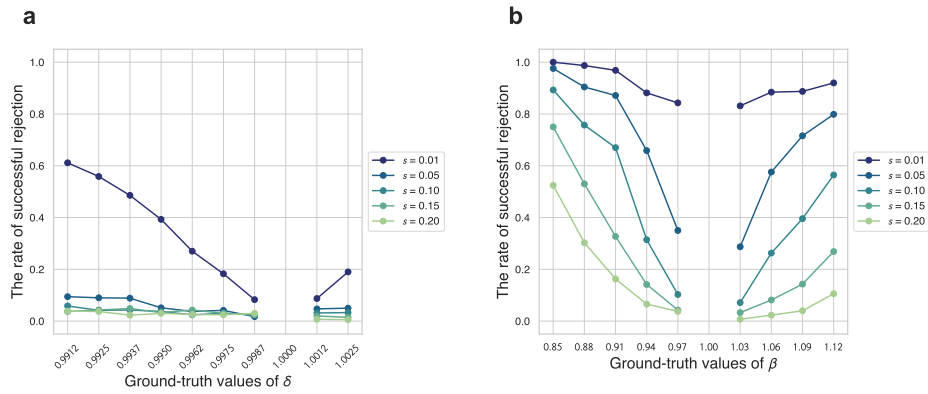 a
The rate of successful rejection
1.0
0.8
0.6
0.4
0.2
0.0
0.9912 0.9925 0.9937 0.9950 0.9962 0.9975 0.9987 1.0000 1.0012 1.0025
Ground-truth values of δ
s = 0.01
s = 0.05
s = 0.10
s = 0.15
s = 0.20
b
The rate of successful rejection
1.0
0.8
0.6
0.4
0.2
0.0
0.85 0.88 0.91 0.94 0.97 1.00 1.03 1.06 1.09 1.12
Ground-truth values of β
s = 0.01
s = 0.05
s = 0.10
s = 0.15
s = 0.20